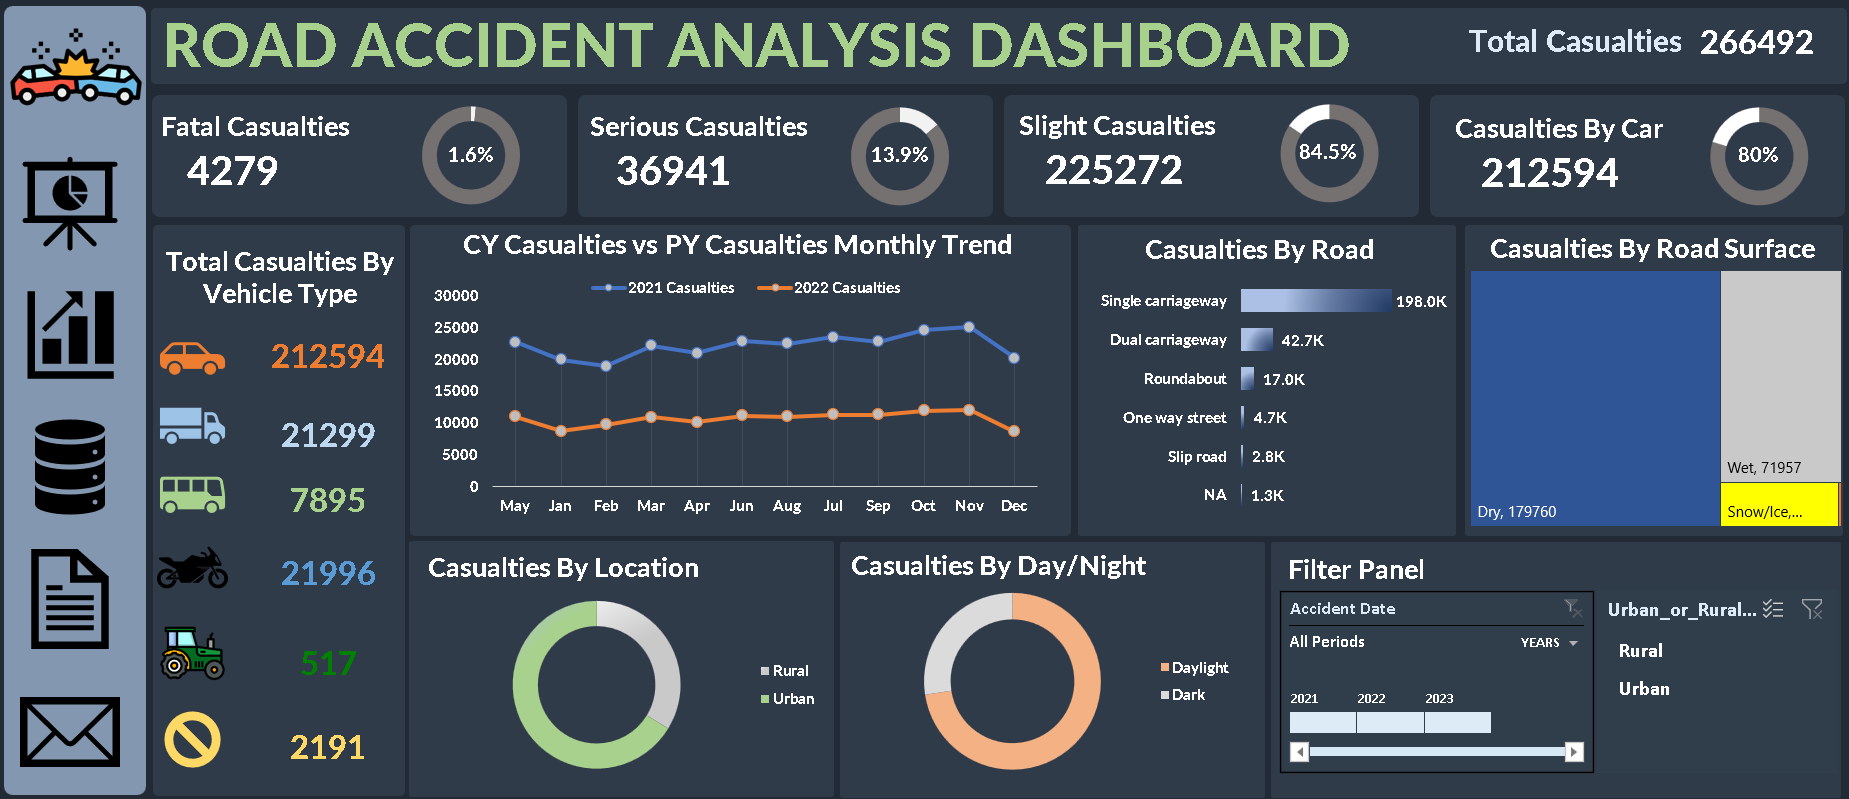 ROAD ACCIDENT ANALYSIS DASHBOARD
Total Casualties 266492
Fatal Casualties
4279
1.6%
Serious Casualties
36941
13.9%
Slight Casualties
225272
84.5%
Casualties By Car
212594
80%
Total Casualties By
Vehicle Type
212594
21299
7895
21996
517
2191
CY Casualties vs PY Casualties Monthly Trend
2021 Casualties
2022 Casualties
30000
25000
20000
15000
10000
5000
0
May Jan Feb Mar Apr Jun Aug Jul Sep Oct Nov Dec
Casualties By Road
Single carriageway 198.0K
Dual carriageway 42.7K
Roundabout 17.0K
One way street 4.7K
Slip road 2.8K
NA 1.3K
Casualties By Road Surface
Dry, 179760
Wet, 71957
Snow/Ice,...
Casualties By Location
Rural
Urban
Casualties By Day/Night
Daylight
Dark
Filter Panel
Accident Date
All Periods YEARS
2021 2022 2023
Urban_or_Rural...
Rural
Urban